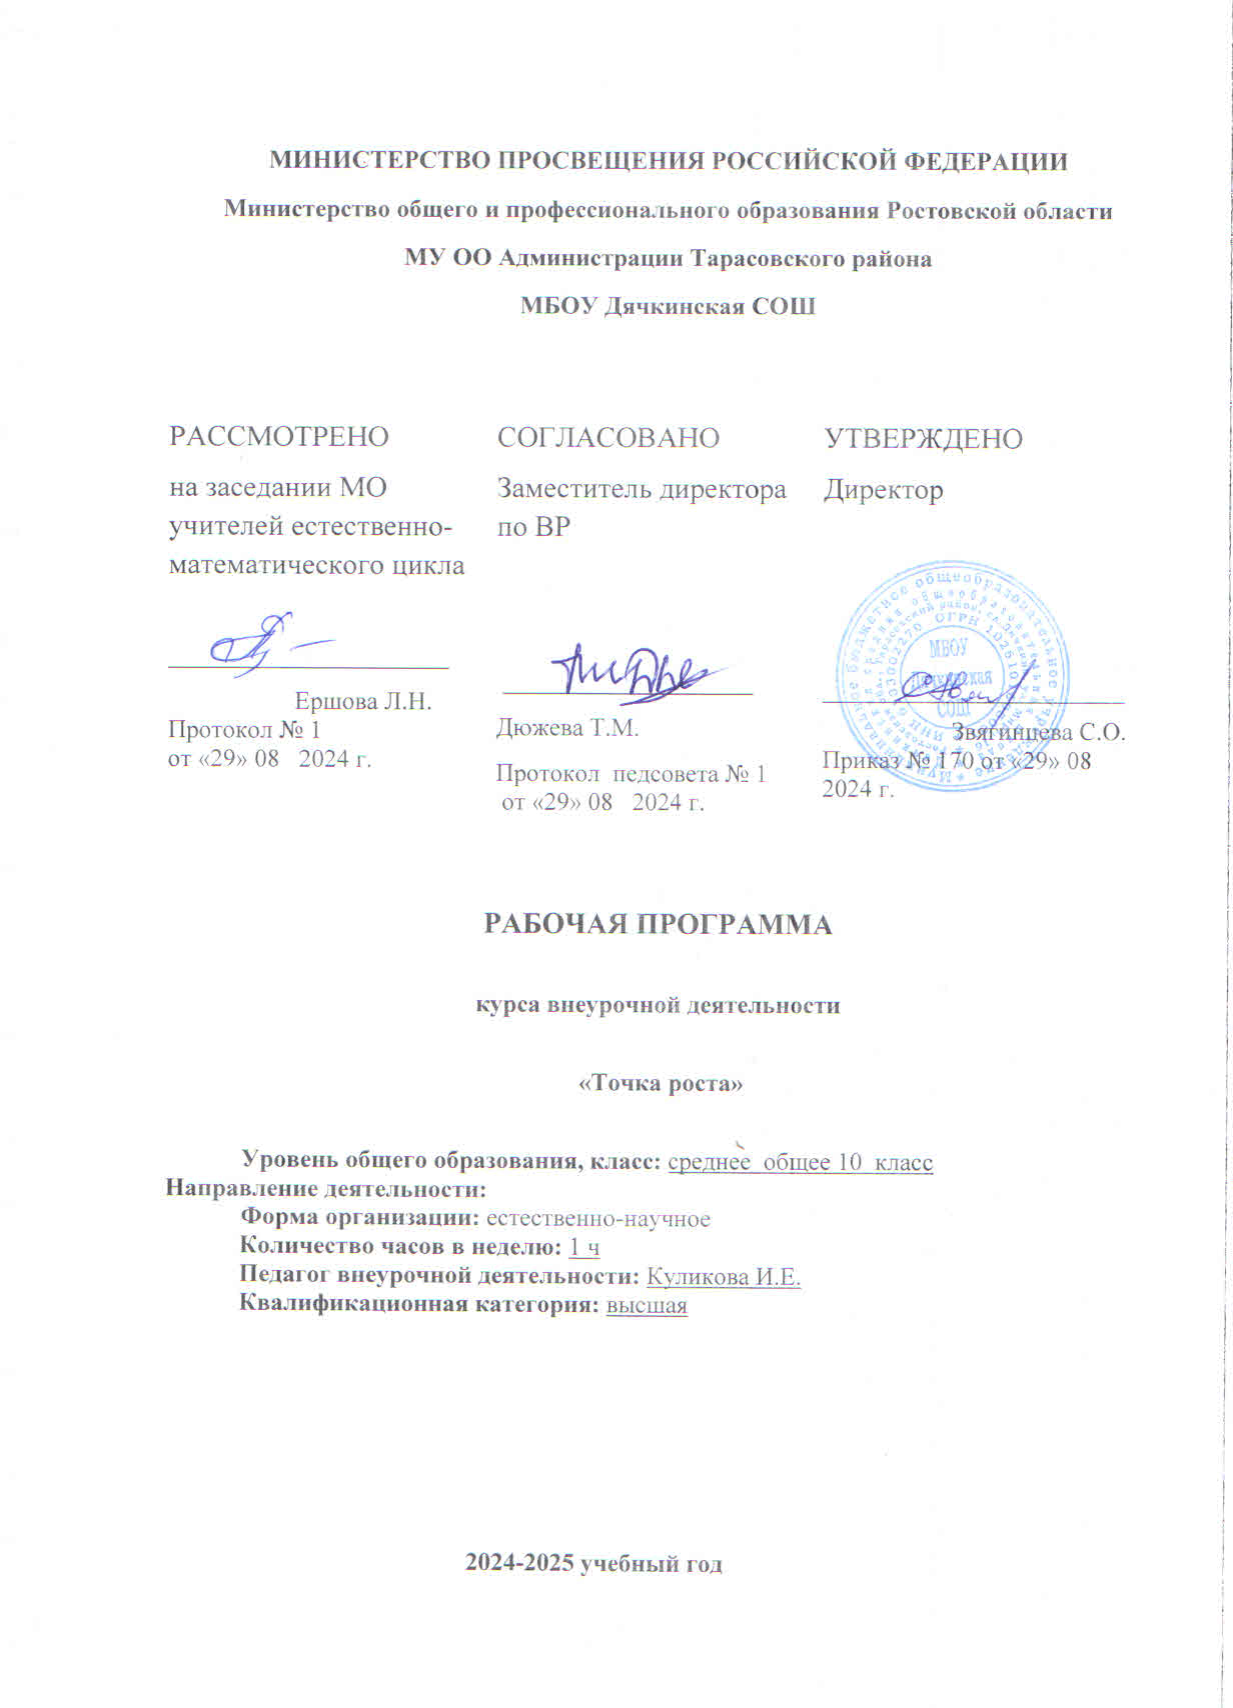 МИНИСТЕРСТВО ПРОСВЕЩЕНИЯ РОССИЙСКОЙ ФЕДЕРАЦИИ
Министерство общего и профессионального образования Ростовской области
МУ ОО Администрации Тарасовского района
МБОУ Дячкинская СОШ
РАССМОТРЕНО
на заседании МО
учителей естественно-
математического цикла
Ершова Л.Н.
Протокол № 1
от «29» 08 2024 г.
СОГЛАСОВАНО
Заместитель директора
по ВР
Дюжева Т.М.
Протокол педсовета № 1
от «29» 08 2024 г.
УТВЕРЖДЕНО
Директор
МБОУ
Дячкинская
СОШ
Звягинцева С.О.
Приказ № 170 от «29» 08
2024 г.
РАБОЧАЯ ПРОГРАММА
курса внеурочной деятельности
«Точка роста»
Уровень общего образования, класс: среднее общее 10 класс
Направление деятельности:
Форма организации: естественно-научное
Количество часов в неделю: 1 ч
Педагог внеурочной деятельности: Куликова И.Е.
Квалификационная категория: высшая
2024-2025 учебный год